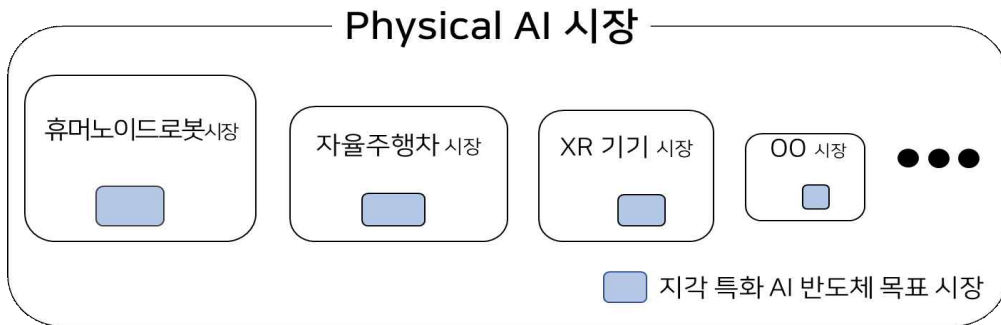 Physical AI 시장
휴머노이드로봇시장
자율주행차 시장
XR 기기 시장
OO 시장
지각 특화 AI 반도체 목표 시장